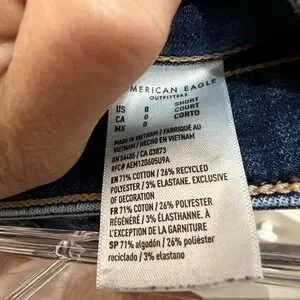 AMERICAN EAGLE
OUTFITTERS
US 0 SHORT
CA 0 COURT
MX 0 CORTO
MADE IN VIETNAM / FABRIQUÉ AU
VIETNAM / HECHO EN VIETNAM
RN 54485 / CA 03873
RFC# AEM120605U9A
EN 71% COTTON / 26% RECYCLED
POLYESTER / 3% ELASTANE. EXCLUSIVE
OF DECORATION
FR 71% COTON / 26% POLYESTER
RÉGÉNÉRÉ / 3% ÉLASTHANNE. À
L'EXCEPTION DE LA GARNITURE
SP 71% algodón / 26% poliéster
reciclado / 3% elastano